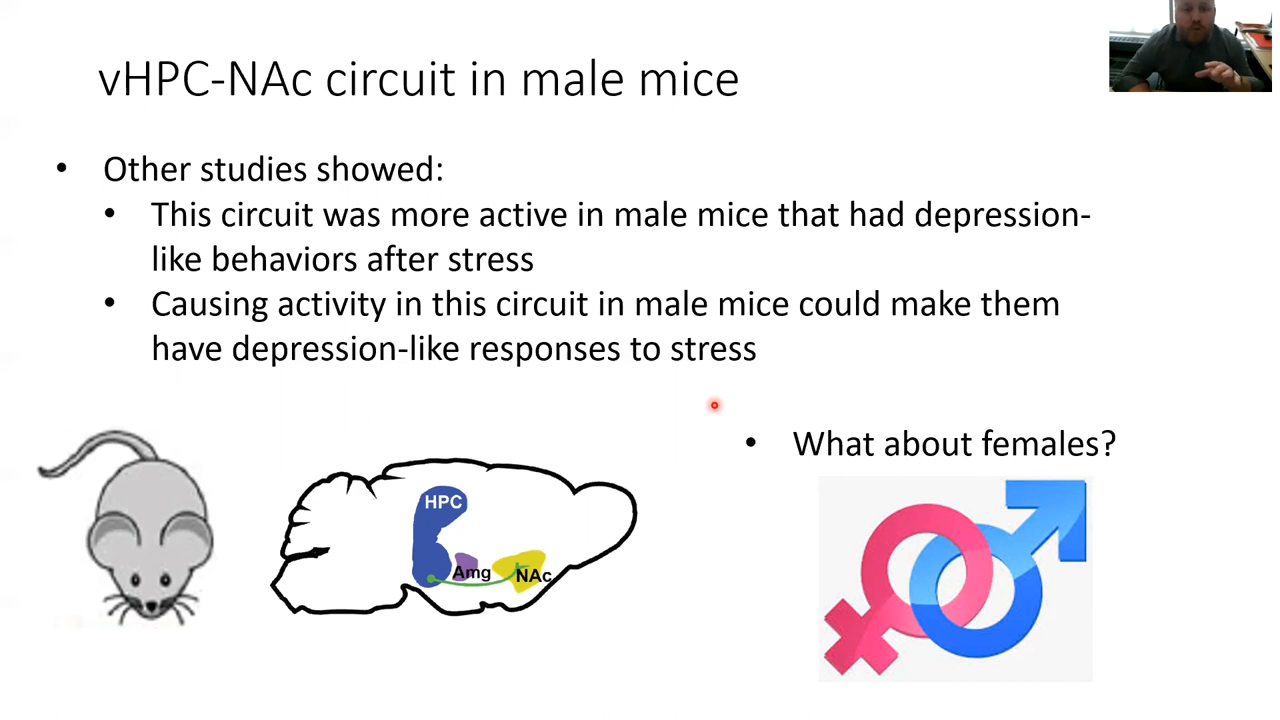 vHPC-NAc circuit in male mice
• Other studies showed:
• This circuit was more active in male mice that had depression-
like behaviors after stress
• Causing activity in this circuit in male mice could make them
have depression-like responses to stress
• What about females?
HPC
Amg
NAc